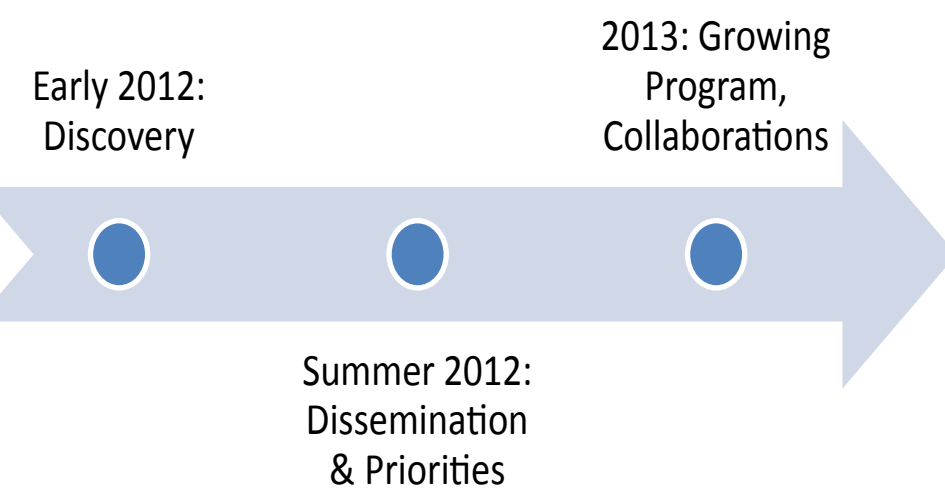 Early 2012:
Discovery
Summer 2012:
Dissemination
& Priorities
2013: Growing
Program,
Collaborations